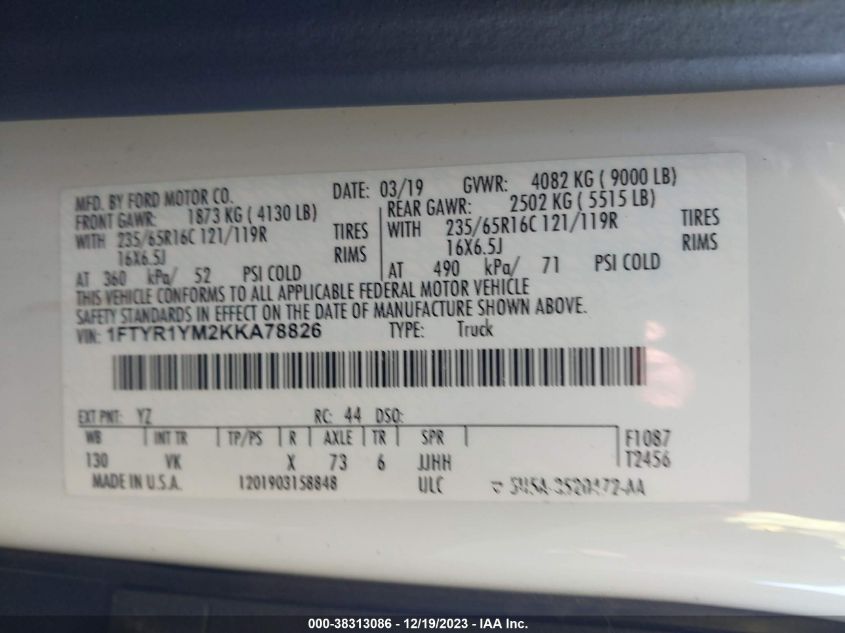 MFD. BY FORD MOTOR CO. DATE: 03/19 GVWR: 4082 KG ( 9000 LB)
FRONT GAWR: 1873 KG ( 4130 LB) REAR GAWR: 2502 KG ( 5515 LB)
WITH 235/65R16C 121/119R TIRES WITH 235/65R16C 121/119R TIRES
16X6.5J RIMS 16X6.5J RIMS
AT 360 kPa/ 52 PSI COLD AT 490 kPa/ 71 PSI COLD
THIS VEHICLE CONFORMS TO ALL APPLICABLE FEDERAL MOTOR VEHICLE
SAFETY STANDARDS IN EFFECT ON THE DATE OF MANUFACTURE SHOWN ABOVE.
VIN: 1FTYR1YM2KKA78826 TYPE: Truck
EXT PNT: YZ RC: 44 DSO:
WB INT TR TP/PS R AXLE TR SPR F1087
130 VK X 73 6 JJHH T2456
MADE IN U.S.A. 1201903158848 ULC
000-38313086 - 12/19/2023 - IAA Inc.